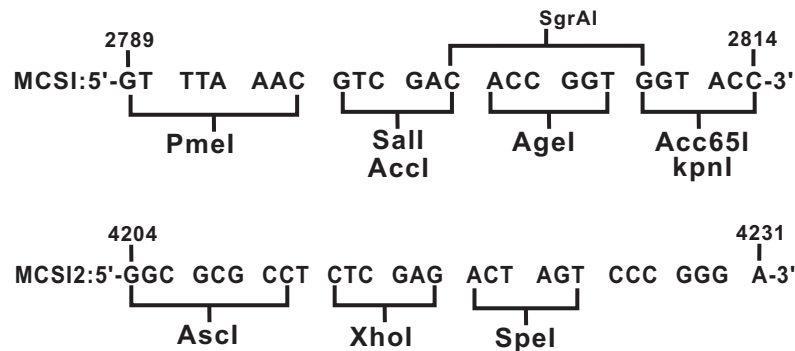 SgrAI
2789 2814
MCSI:5'-GT TTA AAC GTC GAC ACC GGT GGT ACC-3'
PmeI SalI AgeI Acc65I
AccI kpnI
4204 4231
MCSI2:5'-GGC GCG CCT CTC GAG ACT AGT CCC GGG A-3'
AscI XhoI SpeI